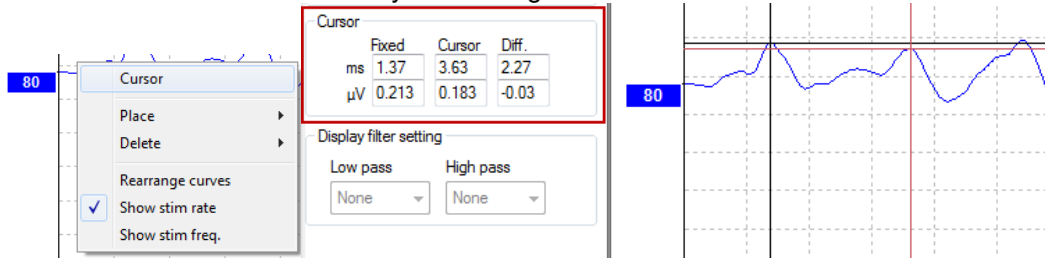 80
Cursor
Place
Delete
Rearrange curves
Show stim rate
Show stim freq.
Cursor
Fixed Cursor Diff.
ms 1.37 3.63 2.27
µV 0.213 0.183 -0.03
Display filter setting
Low pass High pass
None None
80